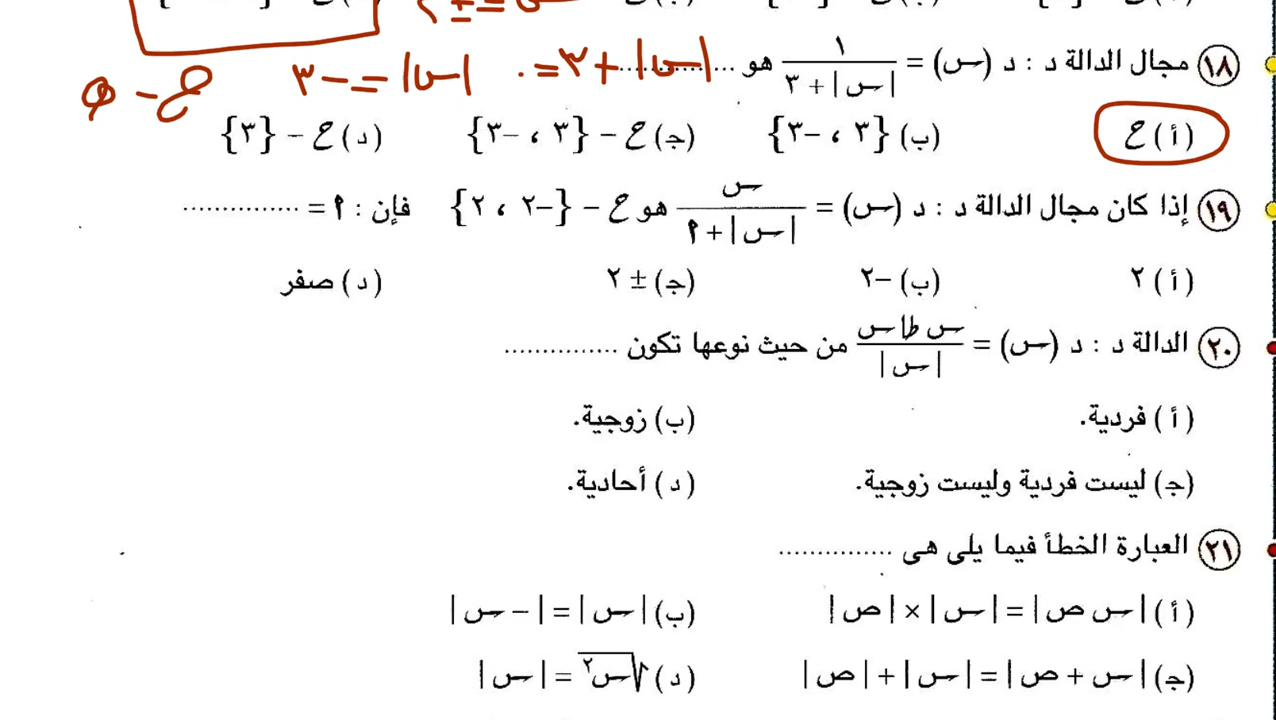 ١٨ مجال الدالة د : د (س) = ١ / (|س| + ٣) هو ...............
|س| + ٣ = ٠
|س| = -٣
ح - ∅
(أ) ح (ب) {٣ ، -٣} (جـ) ح - {٣ ، -٣} (د) ح - {٣}
١٩ إذا كان مجال الدالة د : د (س) = س / (|س| + ٩) هو ح - {-٢ ، ٢} فإن : ٩ = ...............
(أ) ٢ (ب) -٢ (جـ) ± ٢ (د) صفر
٢٠ الدالة د : د (س) = س طا س / |س| من حيث نوعها تكون ...............
(أ) فردية. (ب) زوجية.
(جـ) ليست فردية وليست زوجية. (د) أحادية.
٢١ العبارة الخطأ فيما يلى هى ...............
(أ) |س ص| = |س| × |ص| (ب) |س| = |-س|
(جـ) |س + ص| = |س| + |ص| (د) √س٢ = |س|